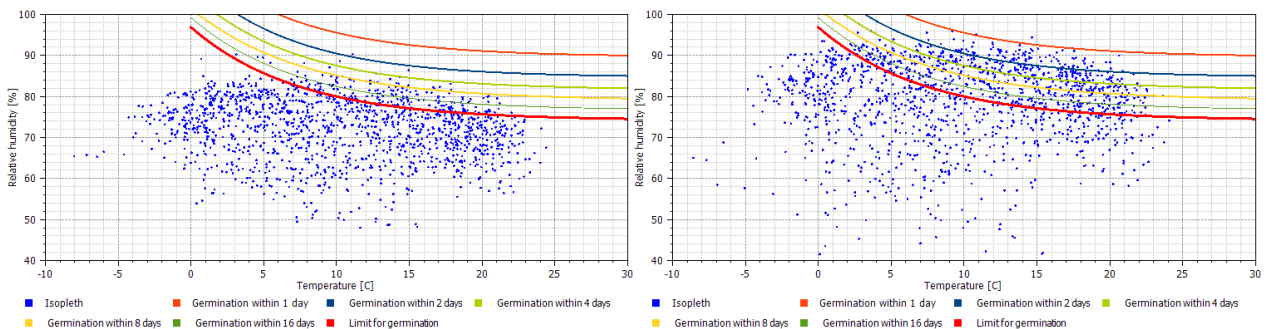 Relative humidity [%]
100
90
80
70
60
50
40
-10 -5 0 5 10 15 20 25 30
Temperature [C]
Isopleth Germination within 1 day Germination within 2 days Germination within 4 days
Germination within 8 days Germination within 16 days Limit for germination
Relative humidity [%]
100
90
80
70
60
50
40
-10 -5 0 5 10 15 20 25 30
Temperature [C]
Isopleth Germination within 1 day Germination within 2 days Germination within 4 days
Germination within 8 days Germination within 16 days Limit for germination